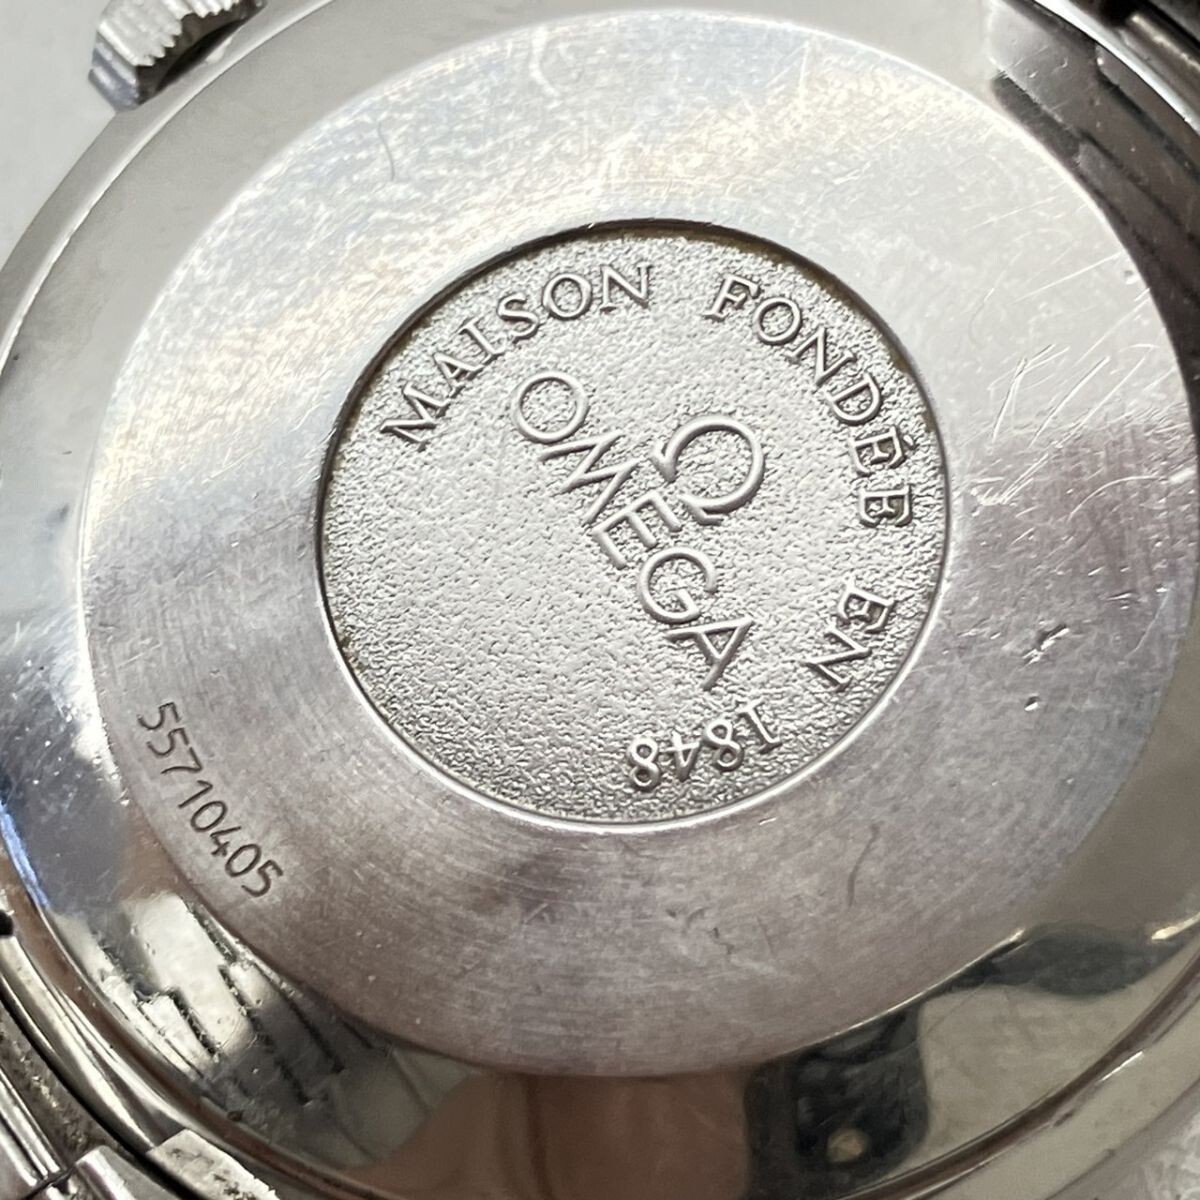 MAISON FONDÉE EN 1848
Ω
OMEGA
55710405